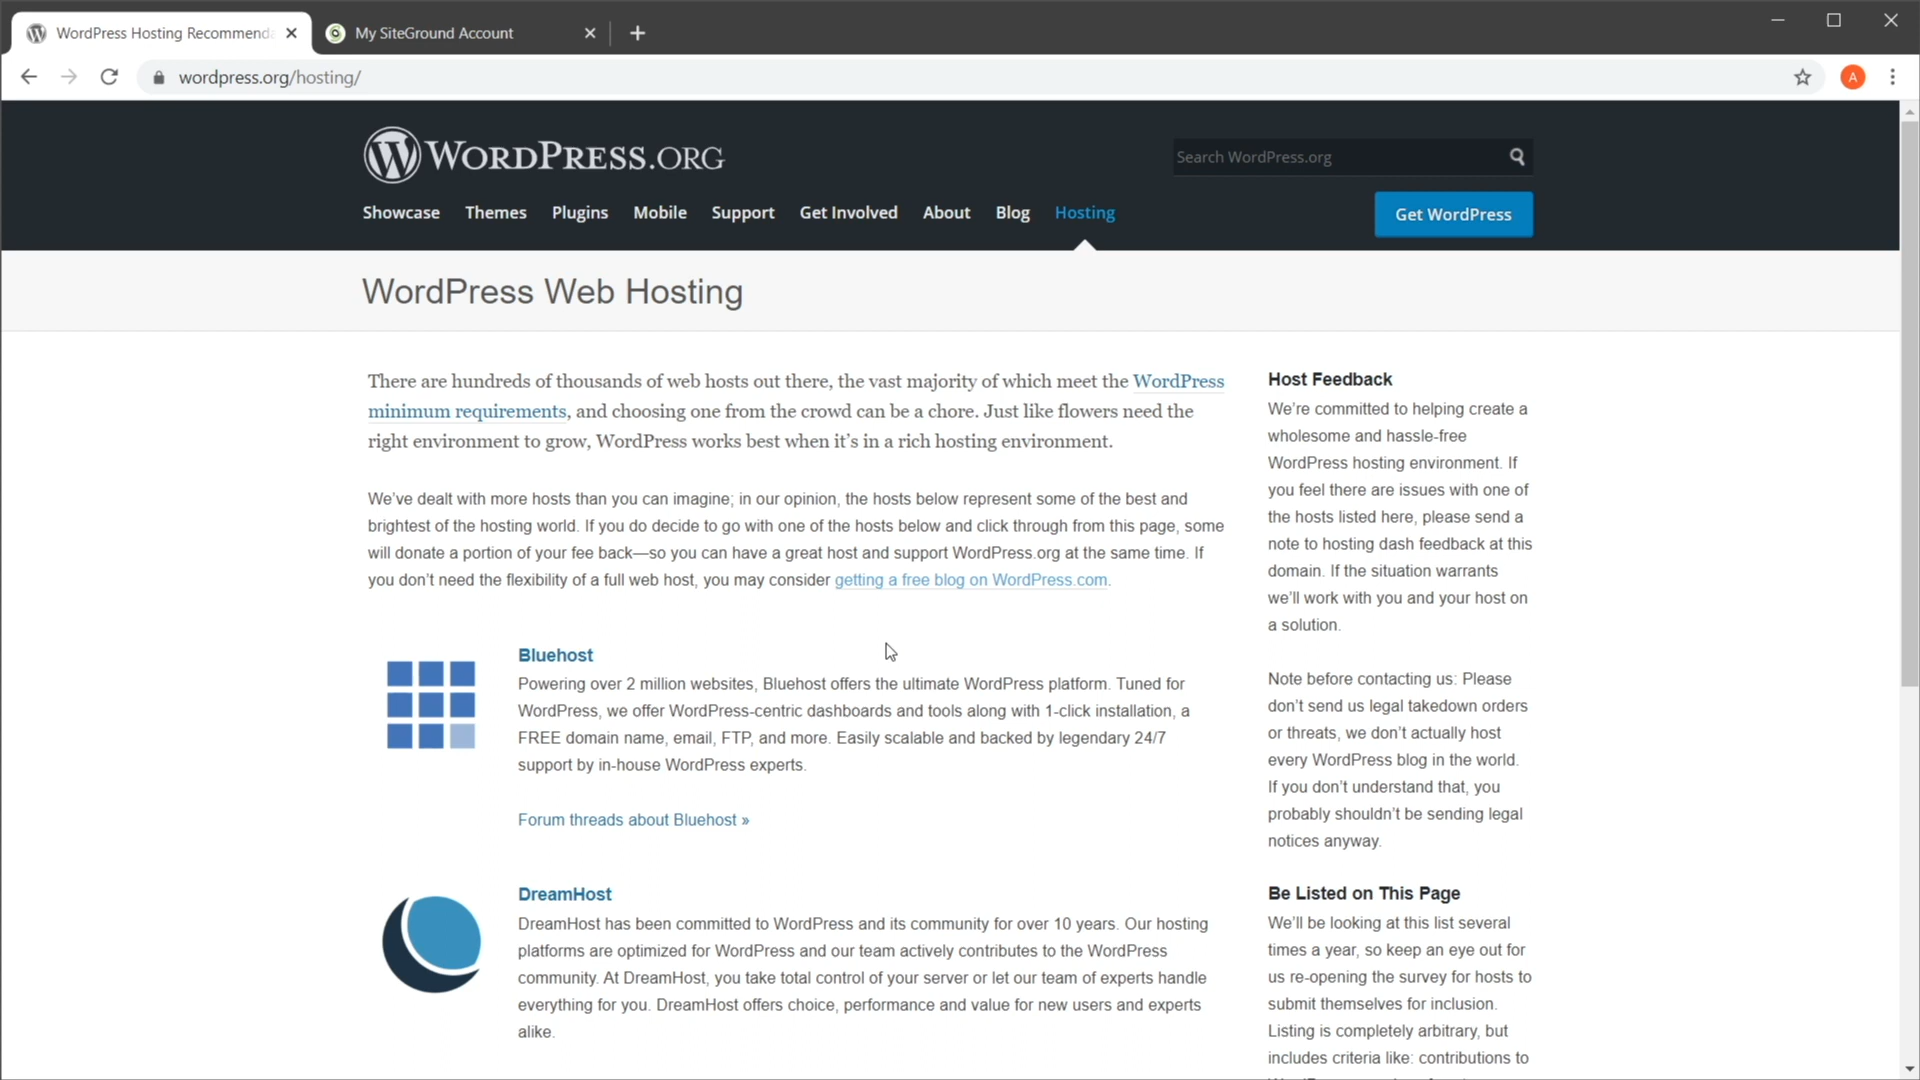 WordPress Hosting Recommenda
My SiteGround Account
wordpress.org/hosting/
A
WORDPRESS.ORG
Search WordPress.org
Showcase Themes Plugins Mobile Support Get Involved About Blog Hosting
Get WordPress
WordPress Web Hosting
There are hundreds of thousands of web hosts out there, the vast majority of which meet the WordPress
minimum requirements, and choosing one from the crowd can be a chore. Just like flowers need the
right environment to grow, WordPress works best when it’s in a rich hosting environment.
We’ve dealt with more hosts than you can imagine; in our opinion, the hosts below represent some of the best and
brightest of the hosting world. If you do decide to go with one of the hosts below and click through from this page, some
will donate a portion of your fee back—so you can have a great host and support WordPress.org at the same time. If
you don’t need the flexibility of a full web host, you may consider getting a free blog on WordPress.com.
Bluehost
Powering over 2 million websites, Bluehost offers the ultimate WordPress platform. Tuned for
WordPress, we offer WordPress-centric dashboards and tools along with 1-click installation, a
FREE domain name, email, FTP, and more. Easily scalable and backed by legendary 24/7
support by in-house WordPress experts.
Forum threads about Bluehost »
DreamHost
DreamHost has been committed to WordPress and its community for over 10 years. Our hosting
platforms are optimized for WordPress and our team actively contributes to the WordPress
community. At DreamHost, you take total control of your server or let our team of experts handle
everything for you. DreamHost offers choice, performance and value for new users and experts
alike.
Host Feedback
We’re committed to helping create a
wholesome and hassle-free
WordPress hosting environment. If
you feel there are issues with one of
the hosts listed here, please send a
note to hosting dash feedback at this
domain. If the situation warrants
we’ll work with you and your host on
a solution.
Note before contacting us: Please
don’t send us legal takedown orders
or threats, we don’t actually host
every WordPress blog in the world.
If you don’t understand that, you
probably shouldn’t be sending legal
notices anyway.
Be Listed on This Page
We’ll be looking at this list several
times a year, so keep an eye out for
us re-opening the survey for hosts to
submit themselves for inclusion.
Listing is completely arbitrary, but
includes criteria like: contributions to